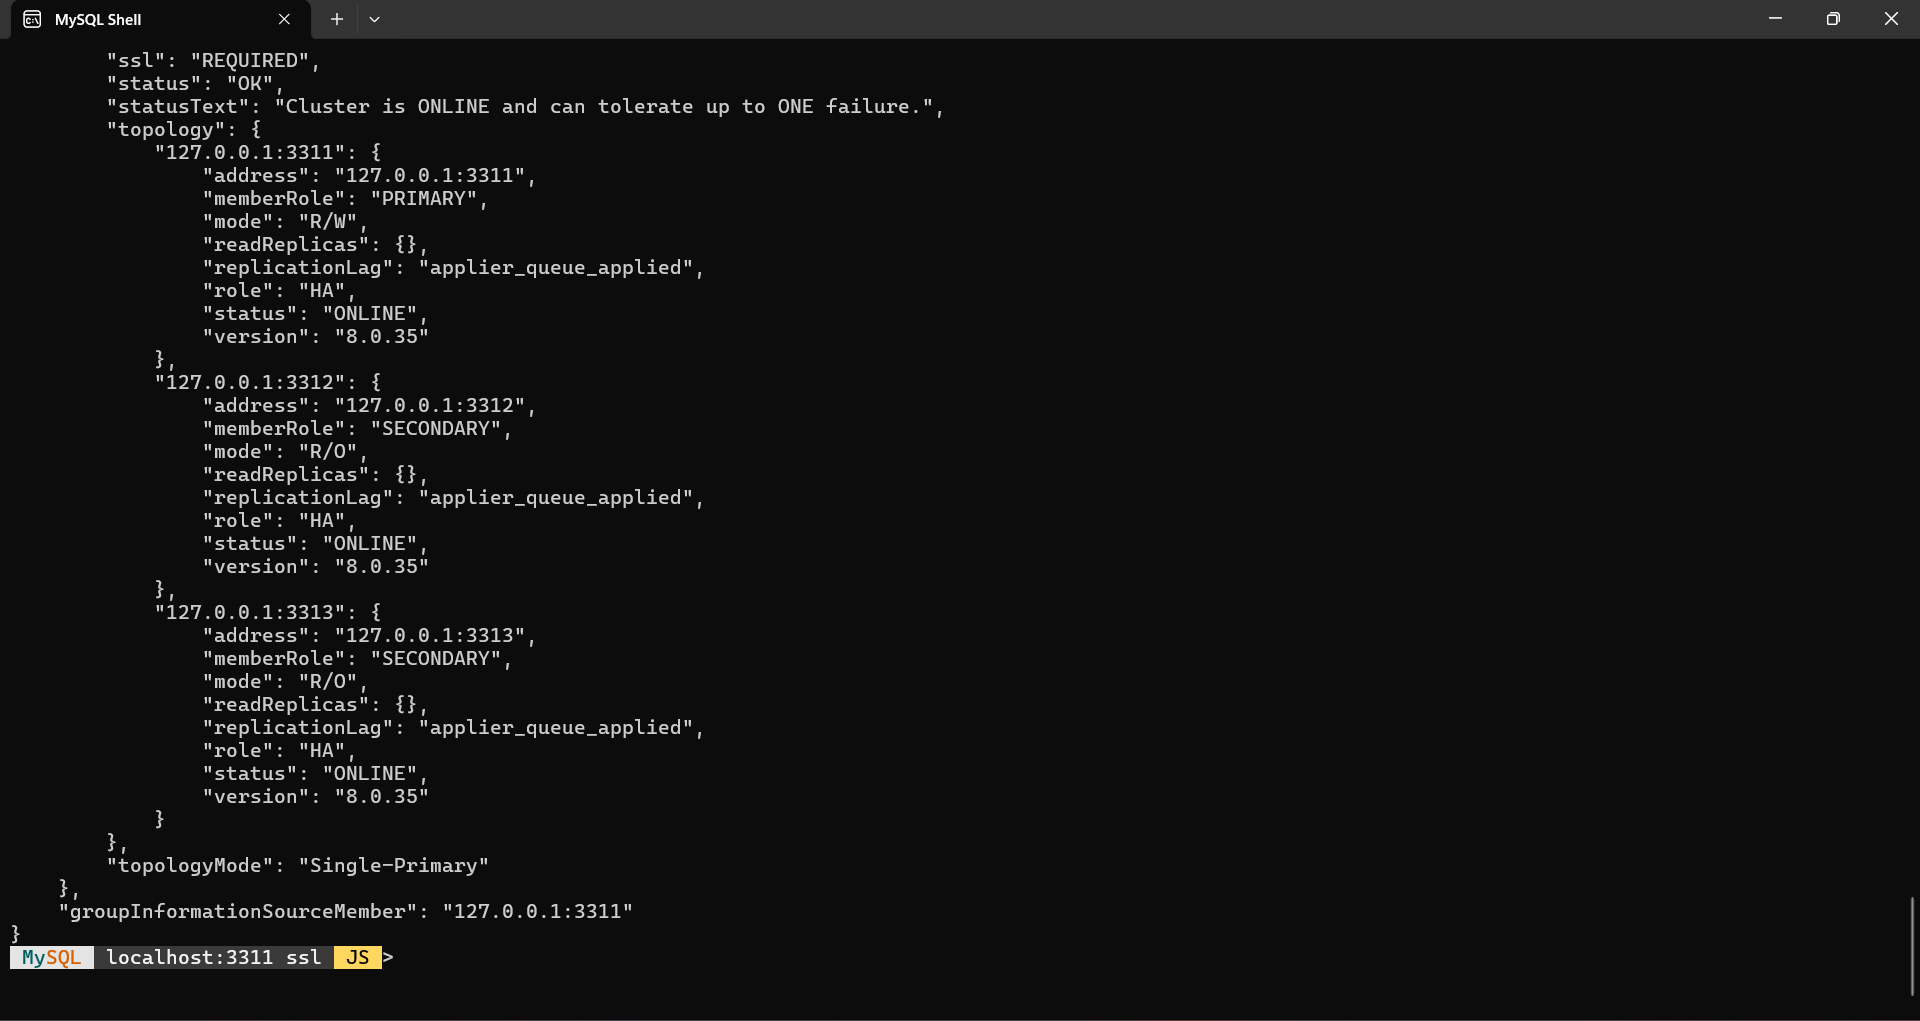 MySQL Shell
        "ssl": "REQUIRED",
        "status": "OK",
        "statusText": "Cluster is ONLINE and can tolerate up to ONE failure.",
        "topology": {
            "127.0.0.1:3311": {
                "address": "127.0.0.1:3311",
                "memberRole": "PRIMARY",
                "mode": "R/W",
                "readReplicas": {},
                "replicationLag": "applier_queue_applied",
                "role": "HA",
                "status": "ONLINE",
                "version": "8.0.35"
            },
            "127.0.0.1:3312": {
                "address": "127.0.0.1:3312",
                "memberRole": "SECONDARY",
                "mode": "R/O",
                "readReplicas": {},
                "replicationLag": "applier_queue_applied",
                "role": "HA",
                "status": "ONLINE",
                "version": "8.0.35"
            },
            "127.0.0.1:3313": {
                "address": "127.0.0.1:3313",
                "memberRole": "SECONDARY",
                "mode": "R/O",
                "readReplicas": {},
                "replicationLag": "applier_queue_applied",
                "role": "HA",
                "status": "ONLINE",
                "version": "8.0.35"
            }
        },
        "topologyMode": "Single-Primary"
    },
    "groupInformationSourceMember": "127.0.0.1:3311"
}
MySQL localhost:3311 ssl JS >